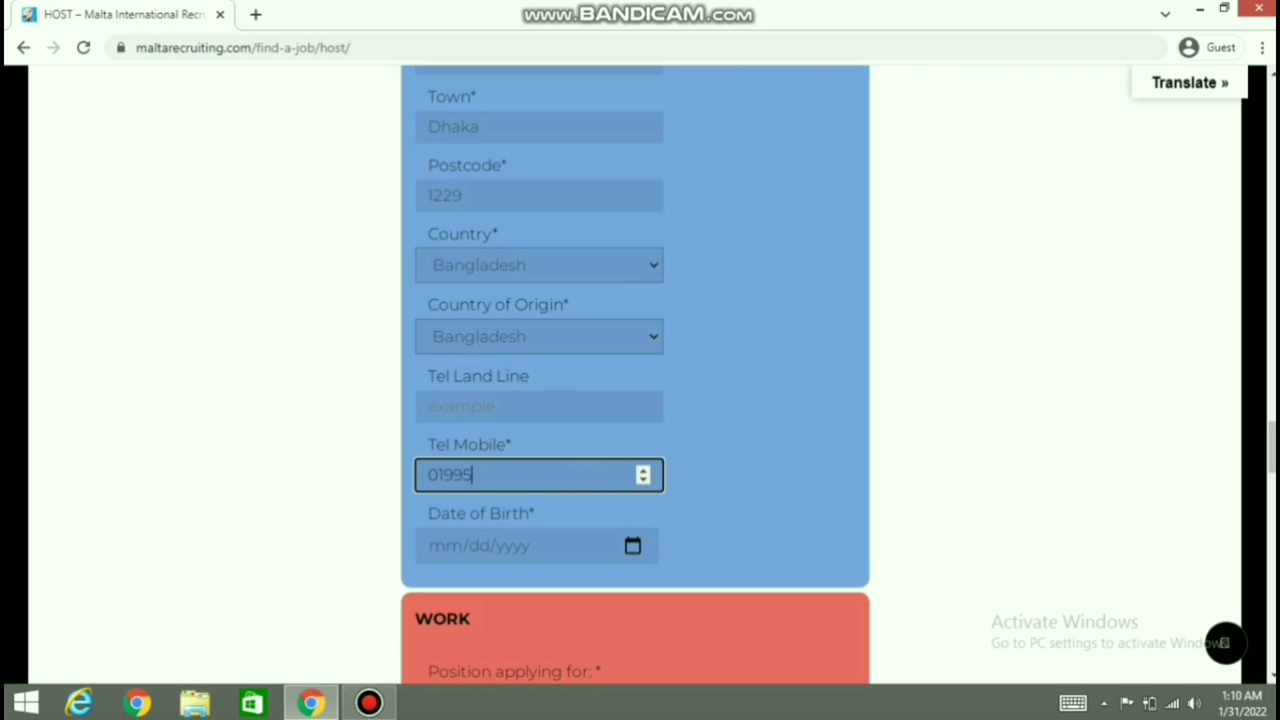 HOST – Malta International Recru
www.BANDICAM.com
maltarecruiting.com/find-a-job/host/
Guest
Translate »
Town*
Dhaka
Postcode*
1229
Country*
Bangladesh
Country of Origin*
Bangladesh
Tel Land Line
example
Tel Mobile*
01995
Date of Birth*
mm/dd/yyyy
WORK
Position applying for: *
Activate Windows
Go to PC settings to activate Windows
1:10 AM
1/31/2022